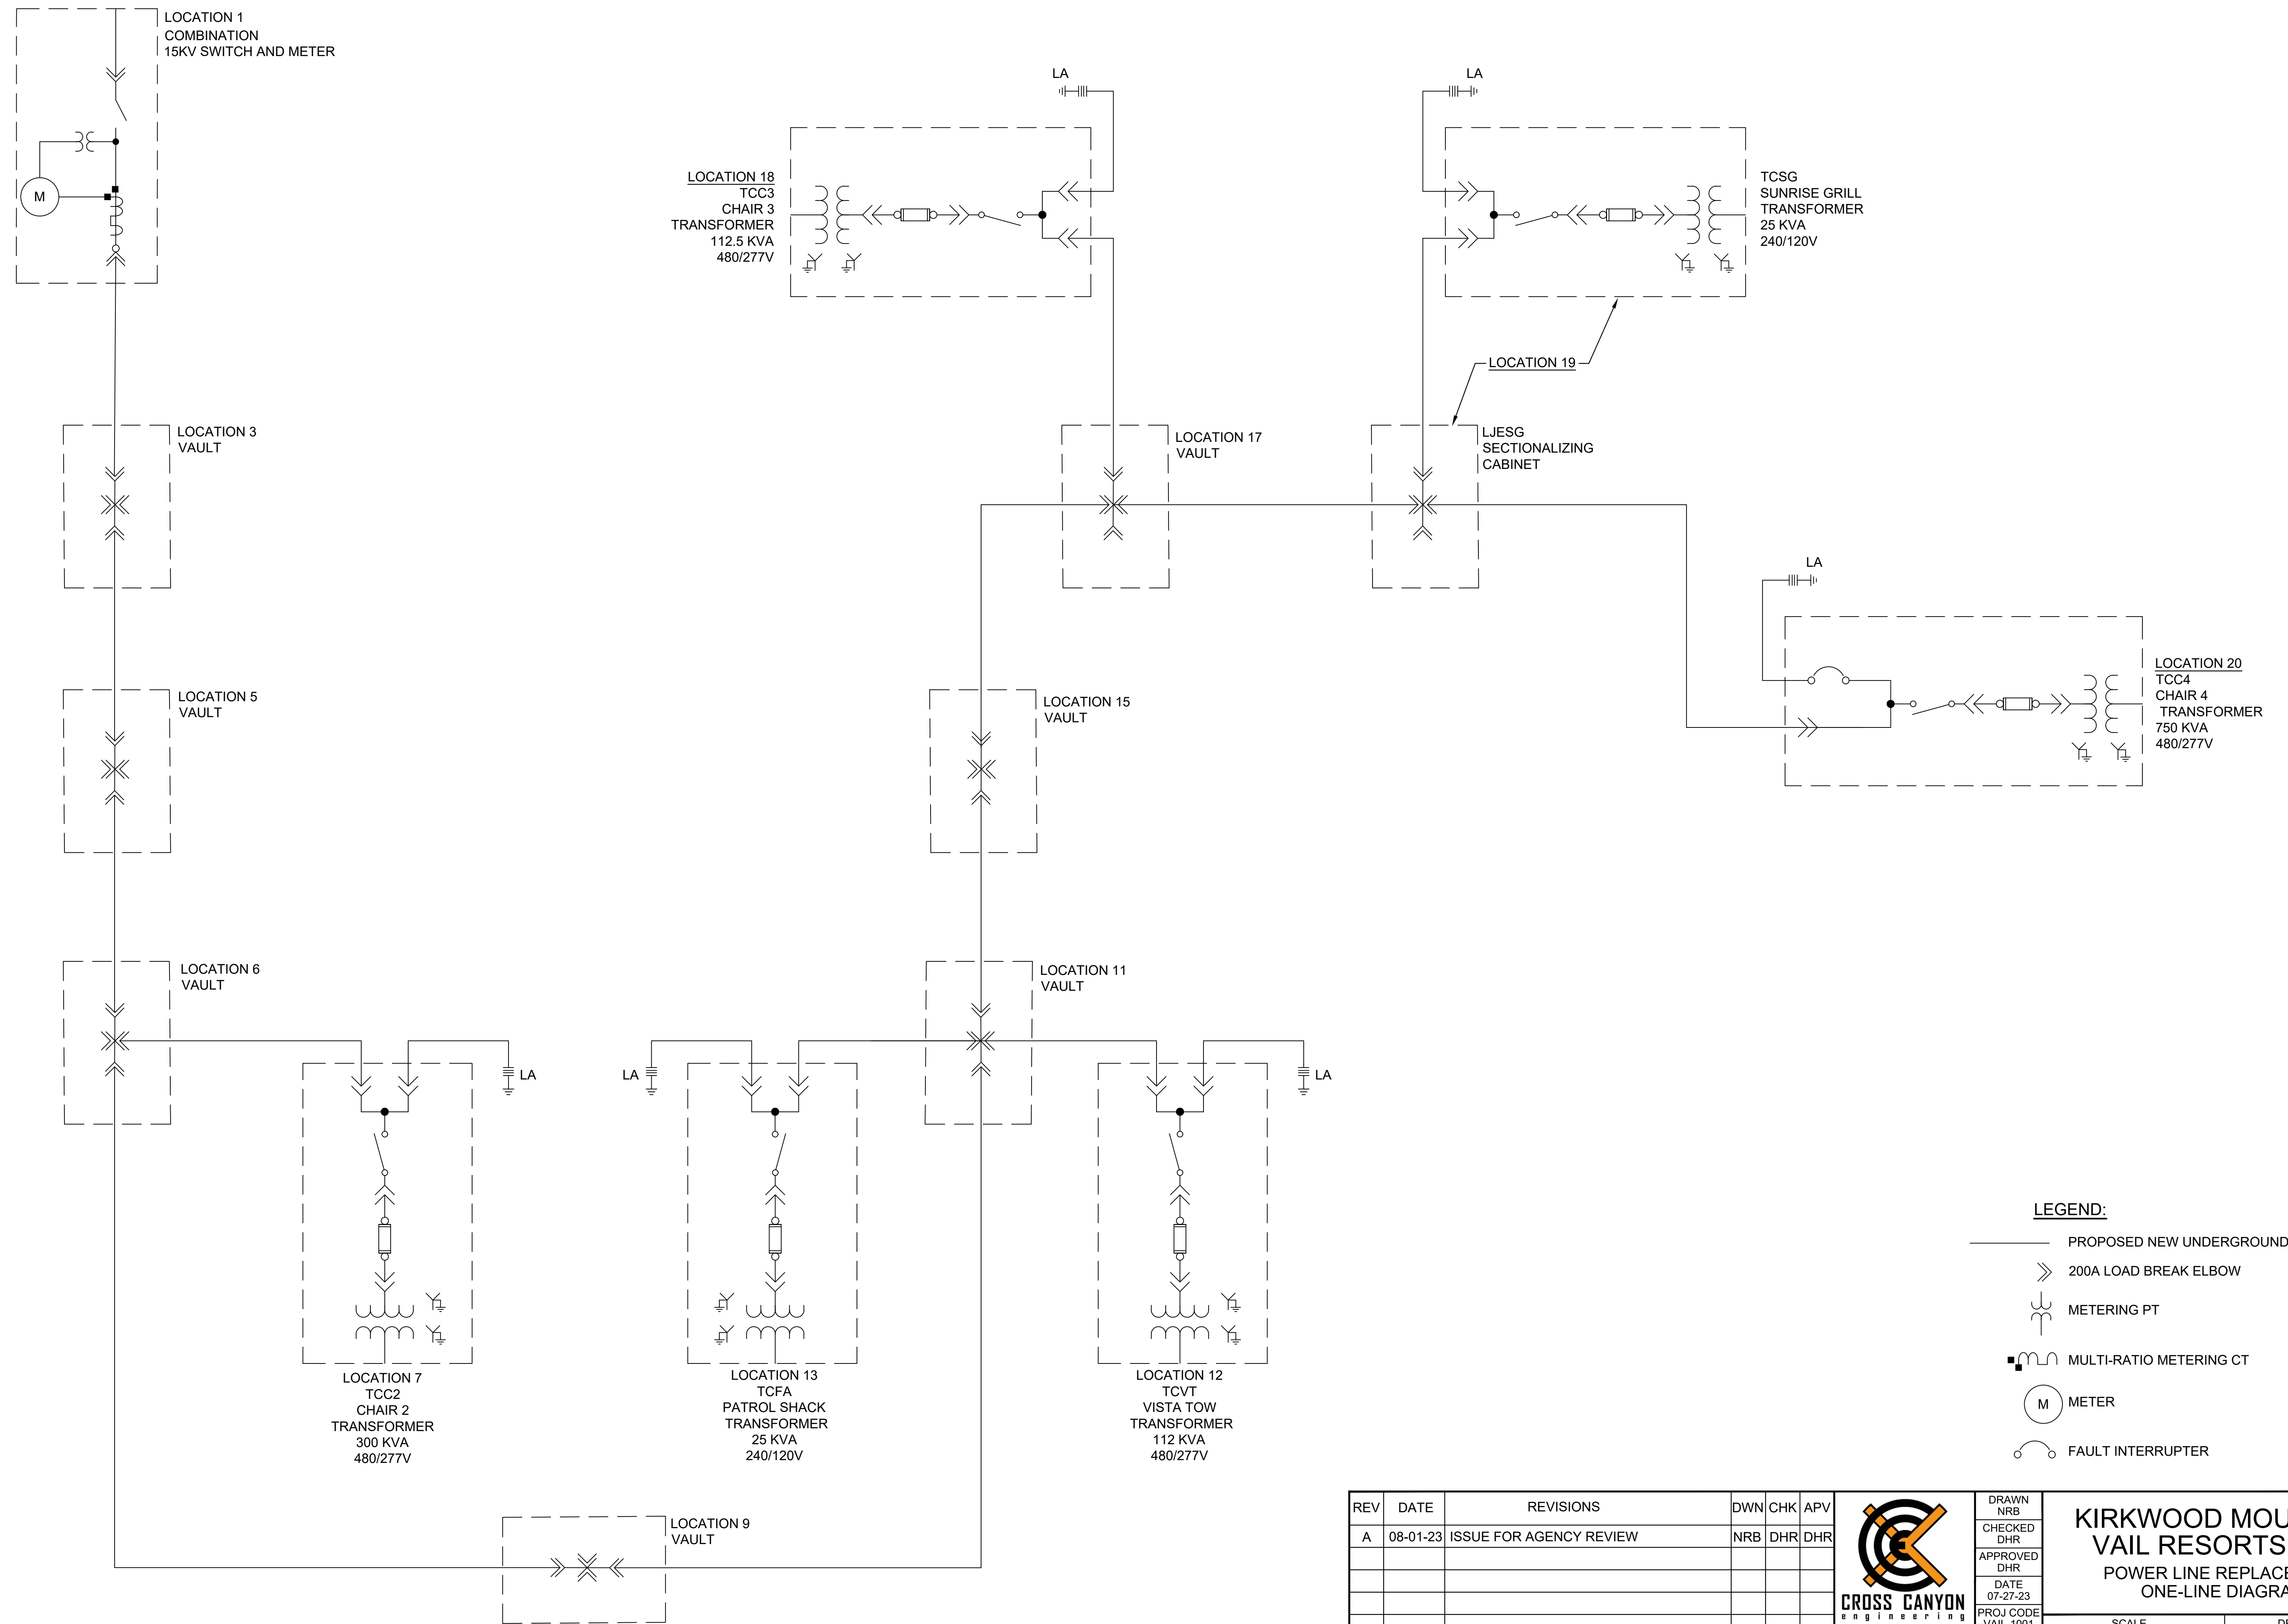 LOCATION 1
COMBINATION
15KV SWITCH AND METER
M
LA
LOCATION 18
TCC3
CHAIR 3
TRANSFORMER
112.5 KVA
480/277V
LA
TCSG
SUNRISE GRILL
TRANSFORMER
25 KVA
240/120V
LOCATION 19
LOCATION 3
VAULT
LOCATION 17
VAULT
LJESG
SECTIONALIZING
CABINET
LA
LOCATION 20
TCC4
CHAIR 4
TRANSFORMER
750 KVA
480/277V
LOCATION 5
VAULT
LOCATION 15
VAULT
LOCATION 6
VAULT
LOCATION 11
VAULT
LA
LA
LA
LOCATION 7
TCC2
CHAIR 2
TRANSFORMER
300 KVA
480/277V
LOCATION 13
TCFA
PATROL SHACK
TRANSFORMER
25 KVA
240/120V
LOCATION 12
TCVT
VISTA TOW
TRANSFORMER
112 KVA
480/277V
LOCATION 9
VAULT
LEGEND:
PROPOSED NEW UNDERGROUND
200A LOAD BREAK ELBOW
METERING PT
MULTI-RATIO METERING CT
M METER
FAULT INTERRUPTER
REV DATE REVISIONS DWN CHK APV
A 08-01-23 ISSUE FOR AGENCY REVIEW NRB DHR DHR
CROSS CANYON
engineering
DRAWN
NRB
CHECKED
DHR
APPROVED
DHR
DATE
07-27-23
PROJ CODE
VAIL-1001
KIRKWOOD MOU
VAIL RESORTS
POWER LINE REPLACE
ONE-LINE DIAGRA
SCALE